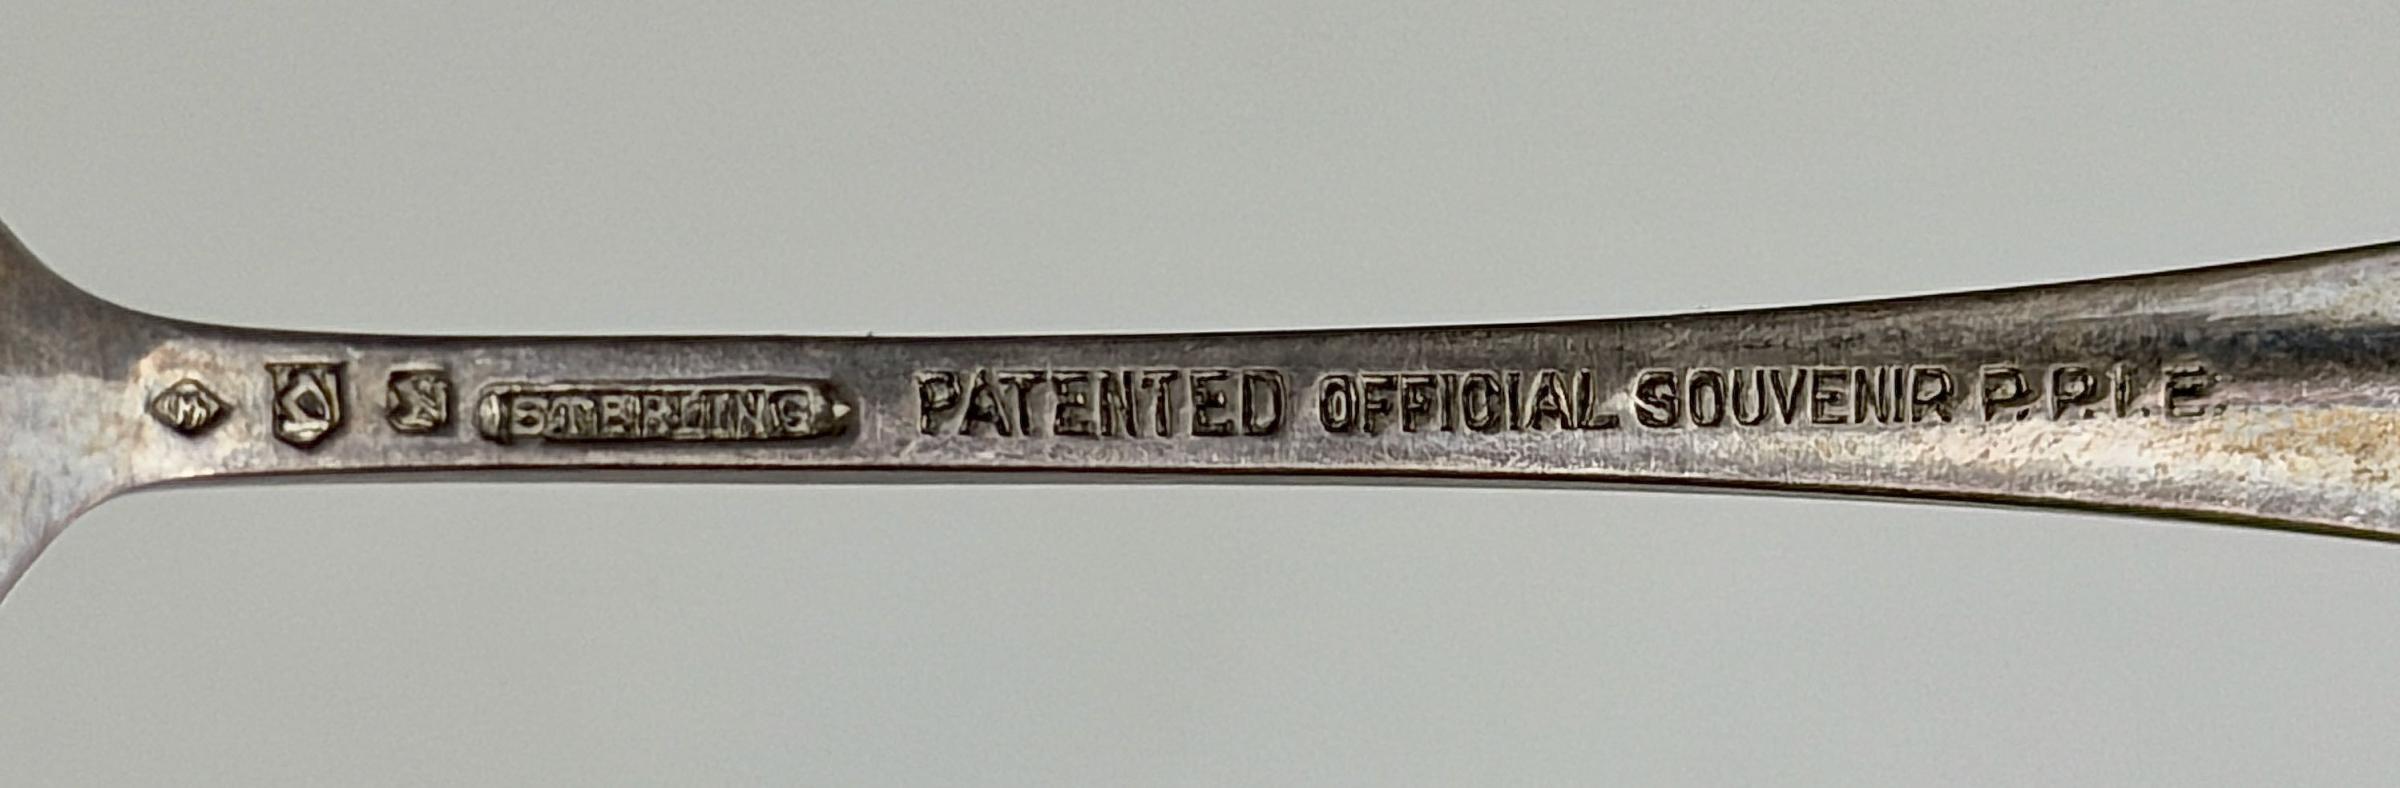 M STERLING PATENTED OFFICIAL SOUVENIR P.P.I.E.